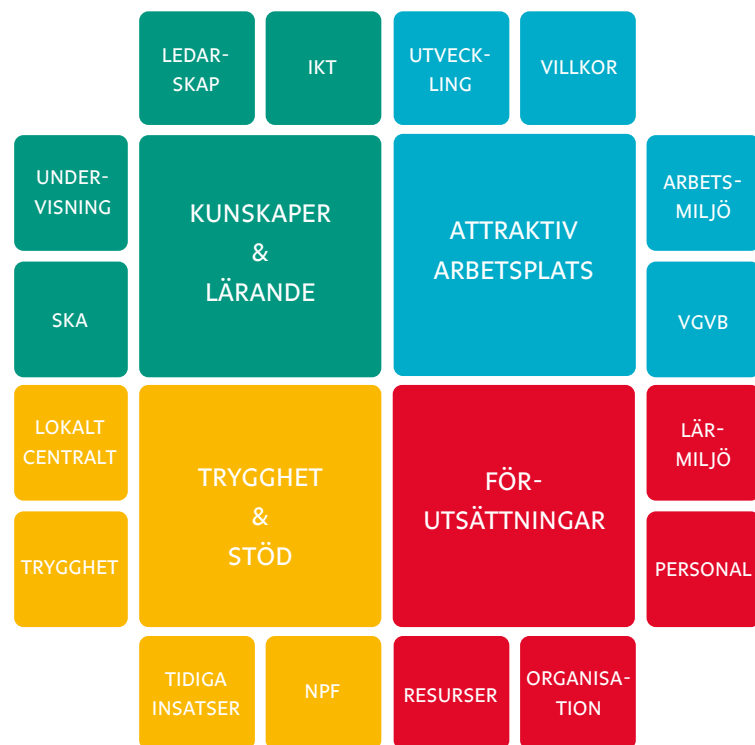 LEDAR-
SKAP
IKT
UTVECK-
LING
VILLKOR
UNDER-
VISNING
KUNSKAPER
&
LÄRANDE
ATTRAKTIV
ARBETSPLATS
ARBETS-
MILJÖ
SKA
VGVB
LOKALT
CENTRALT
TRYGGHET
&
STÖD
FÖR-
UTSÄTTNINGAR
LÄR-
MILJÖ
TRYGGHET
PERSONAL
TIDIGA
INSATSER
NPF
RESURSER
ORGANISA-
TION